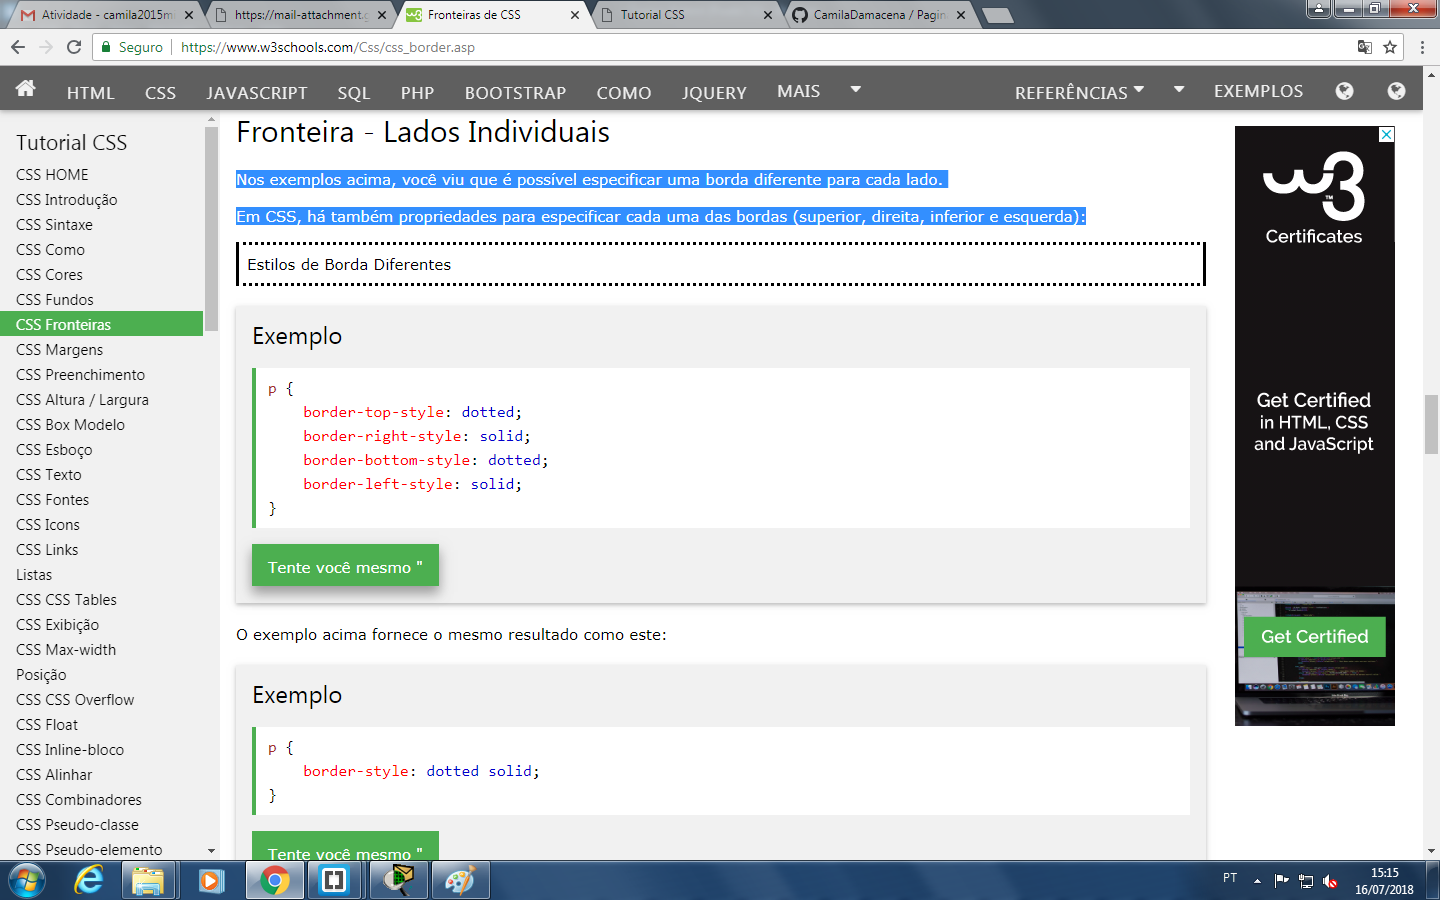 Atividade - camila2015m
https://mail-attachment.g
Fronteiras de CSS
Tutorial CSS
CamilaDamacena / Pagin
Seguro
https://www.w3schools.com/Css/css_border.asp
HTML CSS JAVASCRIPT SQL PHP BOOTSTRAP COMO JQUERY MAIS REFERÊNCIAS EXEMPLOS
Tutorial CSS
CSS HOME
CSS Introdução
CSS Sintaxe
CSS Como
CSS Cores
CSS Fundos
CSS Fronteiras
CSS Margens
CSS Preenchimento
CSS Altura / Largura
CSS Box Modelo
CSS Esboço
CSS Texto
CSS Fontes
CSS Icons
CSS Links
Listas
CSS CSS Tables
CSS Exibição
CSS Max-width
Posição
CSS CSS Overflow
CSS Float
CSS Inline-bloco
CSS Alinhar
CSS Combinadores
CSS Pseudo-classe
CSS Pseudo-elemento
Fronteira - Lados Individuais
Nos exemplos acima, você viu que é possível especificar uma borda diferente para cada lado.
Em CSS, há também propriedades para especificar cada uma das bordas (superior, direita, inferior e esquerda):
Estilos de Borda Diferentes
Exemplo
p {
border-top-style: dotted;
border-right-style: solid;
border-bottom-style: dotted;
border-left-style: solid;
}
Tente você mesmo "
O exemplo acima fornece o mesmo resultado como este:
Exemplo
p {
border-style: dotted solid;
}
Tente você mesmo "
w3
TM
Certificates
Get Certified
in HTML, CSS
and JavaScript
Get Certified
PT
15:15
16/07/2018